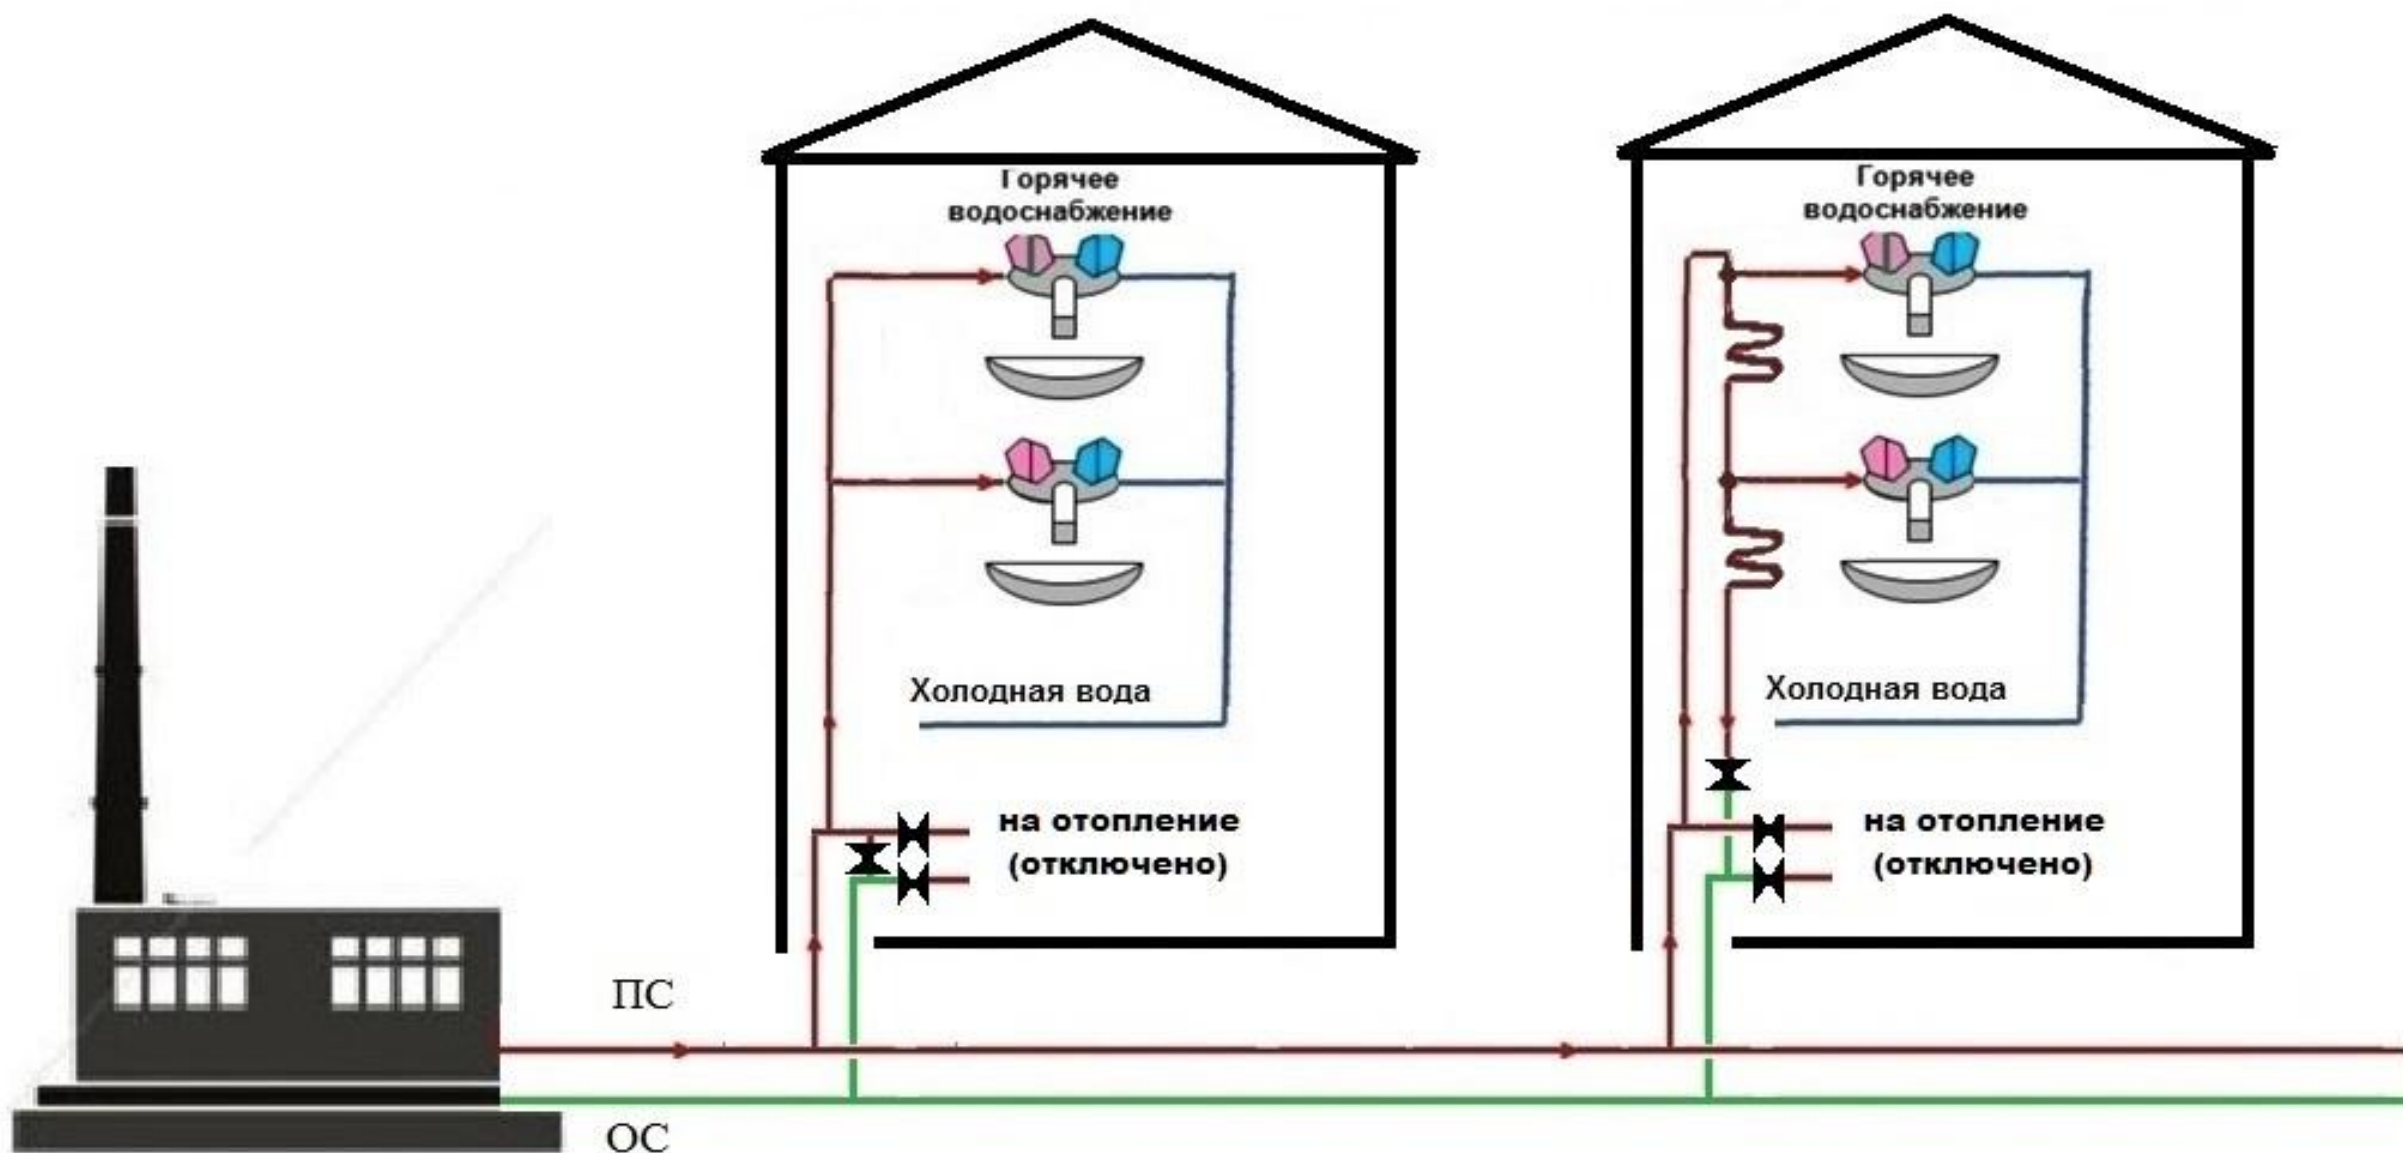 Горячее
водоснабжение
Холодная вода
на отопление
(отключено)
Горячее
водоснабжение
Холодная вода
на отопление
(отключено)
ПС
ОС